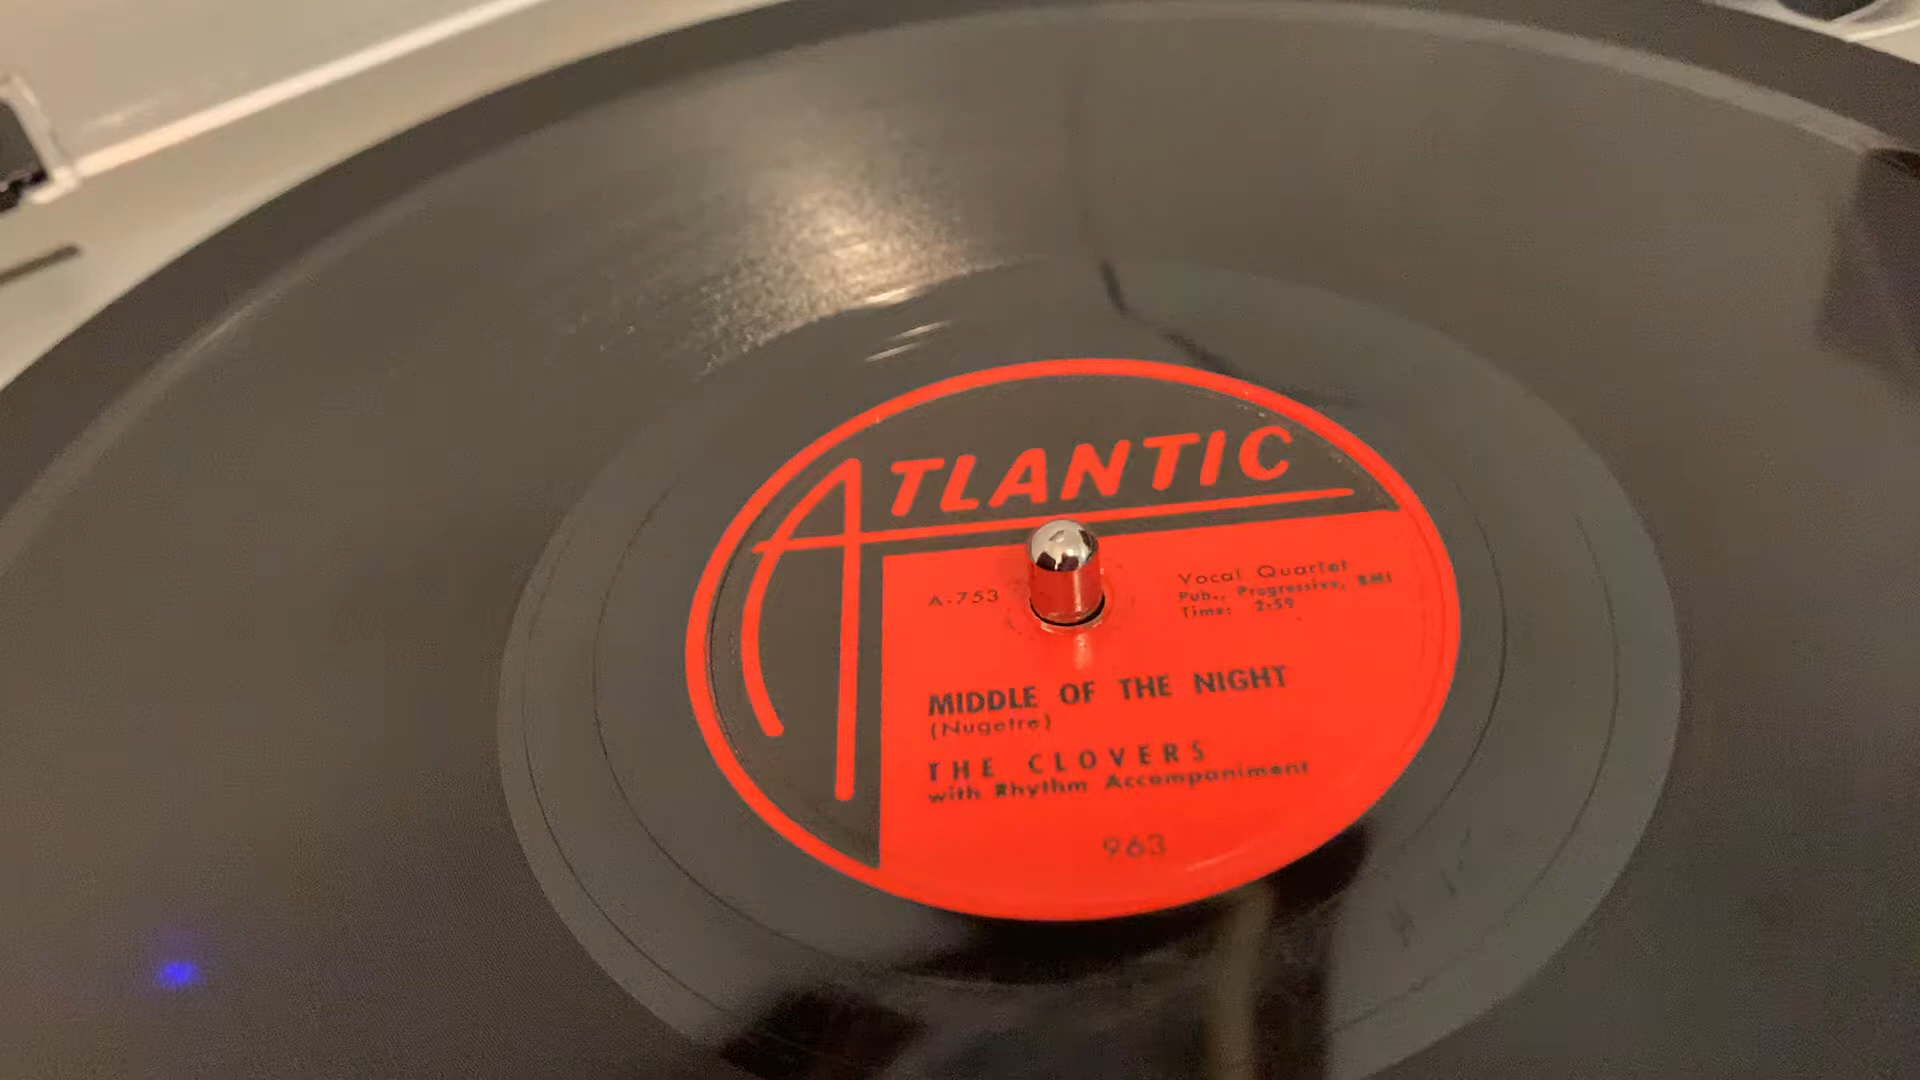 ATLANTIC
A-753
Vocal Quartet
Pub., Progressive, BMI
Time: 2:59
MIDDLE OF THE NIGHT
(Nugetre)
THE CLOVERS
with Rhythm Accompaniment
963